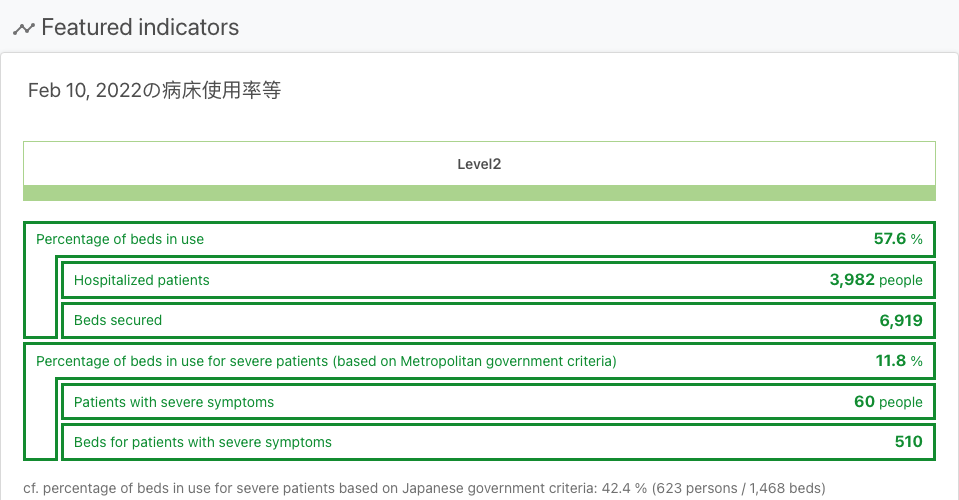 Featured indicators
Feb 10, 2022の病床使用率等
Level2
Percentage of beds in use 57.6 %
Hospitalized patients 3,982 people
Beds secured 6,919
Percentage of beds in use for severe patients (based on Metropolitan government criteria) 11.8 %
Patients with severe symptoms 60 people
Beds for patients with severe symptoms 510
cf. percentage of beds in use for severe patients based on Japanese government criteria: 42.4 % (623 persons / 1,468 beds)